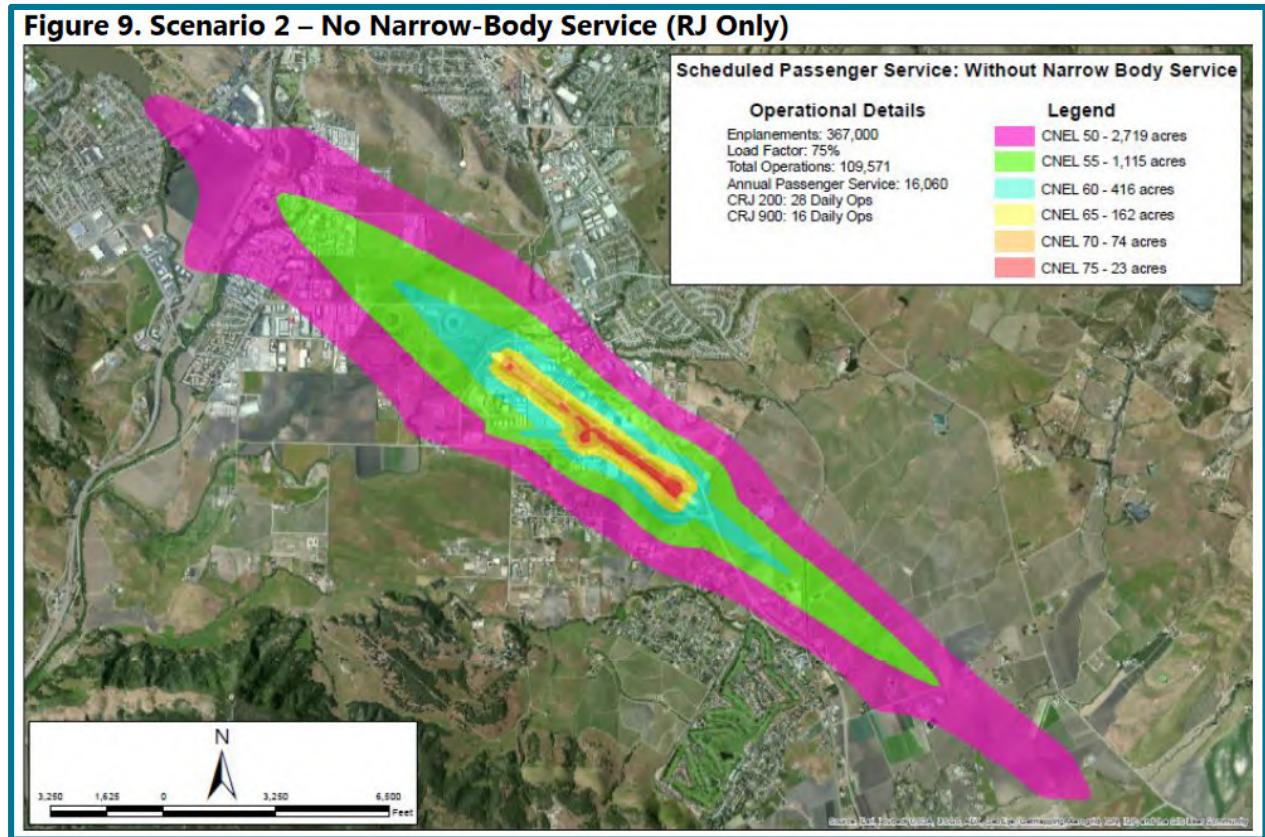 Figure 9. Scenario 2 – No Narrow-Body Service (RJ Only)
Scheduled Passenger Service: Without Narrow Body Service
Operational Details
Enplanements: 367,000
Load Factor: 75%
Total Operations: 109,571
Annual Passenger Service: 16,060
CRJ 200: 28 Daily Ops
CRJ 900: 16 Daily Ops
Legend
CNEL 50 - 2,719 acres
CNEL 55 - 1,115 acres
CNEL 60 - 416 acres
CNEL 65 - 162 acres
CNEL 70 - 74 acres
CNEL 75 - 23 acres
N
3,250 1,625 0 3,250 6,500
Feet